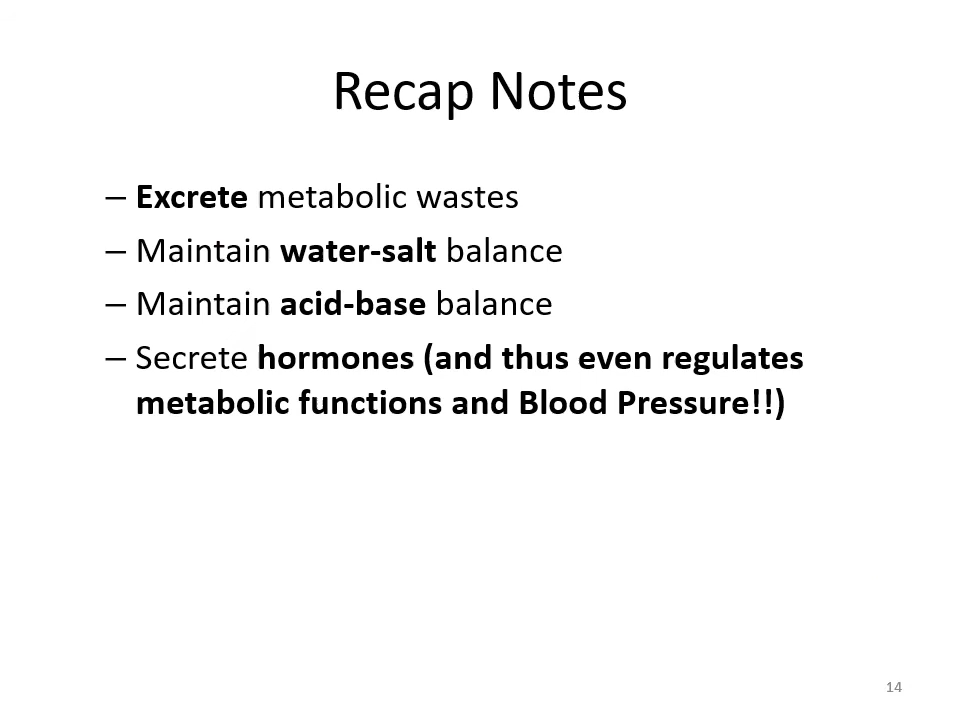 Recap Notes
– Excrete metabolic wastes
– Maintain water-salt balance
– Maintain acid-base balance
– Secrete hormones (and thus even regulates
metabolic functions and Blood Pressure!!)
14